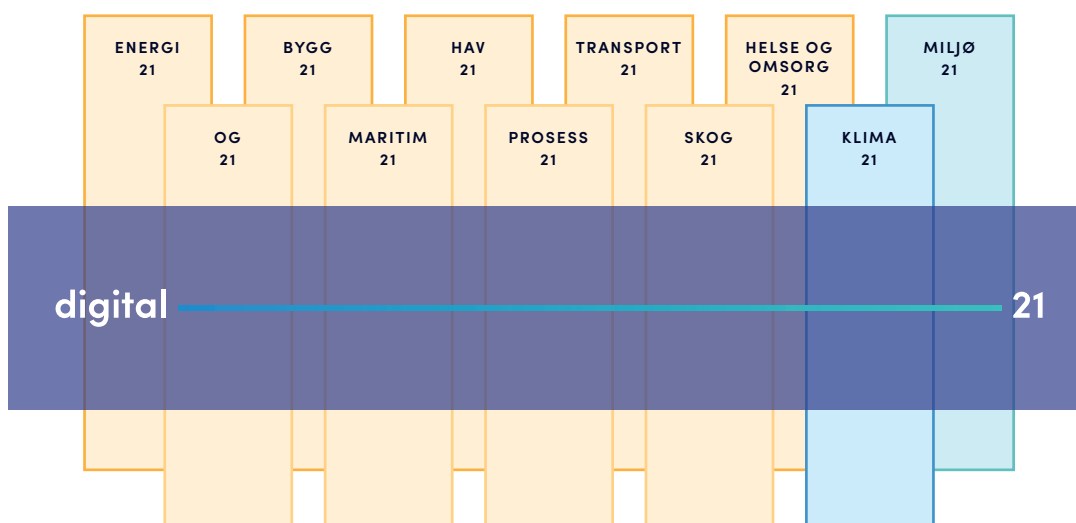 ENERGI
21
BYGG
21
HAV
21
TRANSPORT
21
HELSE OG
OMSORG
21
MILJØ
21
OG
21
MARITIM
21
PROSESS
21
SKOG
21
KLIMA
21
digital 21